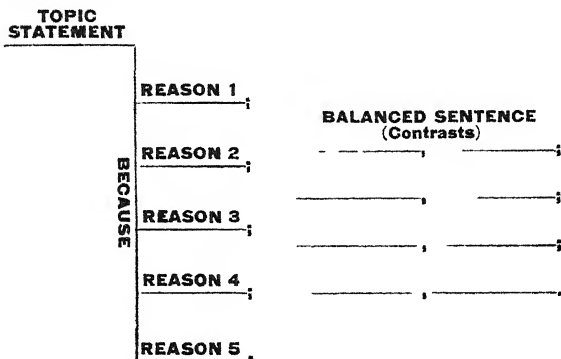 TOPIC
STATEMENT
REASON 1 ;
BALANCED SENTENCE
(Contrasts)
REASON 2 ;
, ;
BECAUSE
, ;
REASON 3 ;
, ;
REASON 4 ;
, .
REASON 5 .